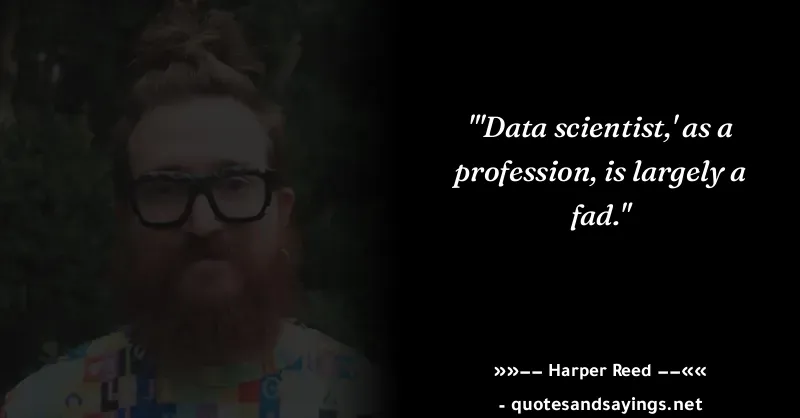 "'Data scientist,' as a
profession, is largely a
fad."
»»−− Harper Reed −−««
- quotesandsayings.net